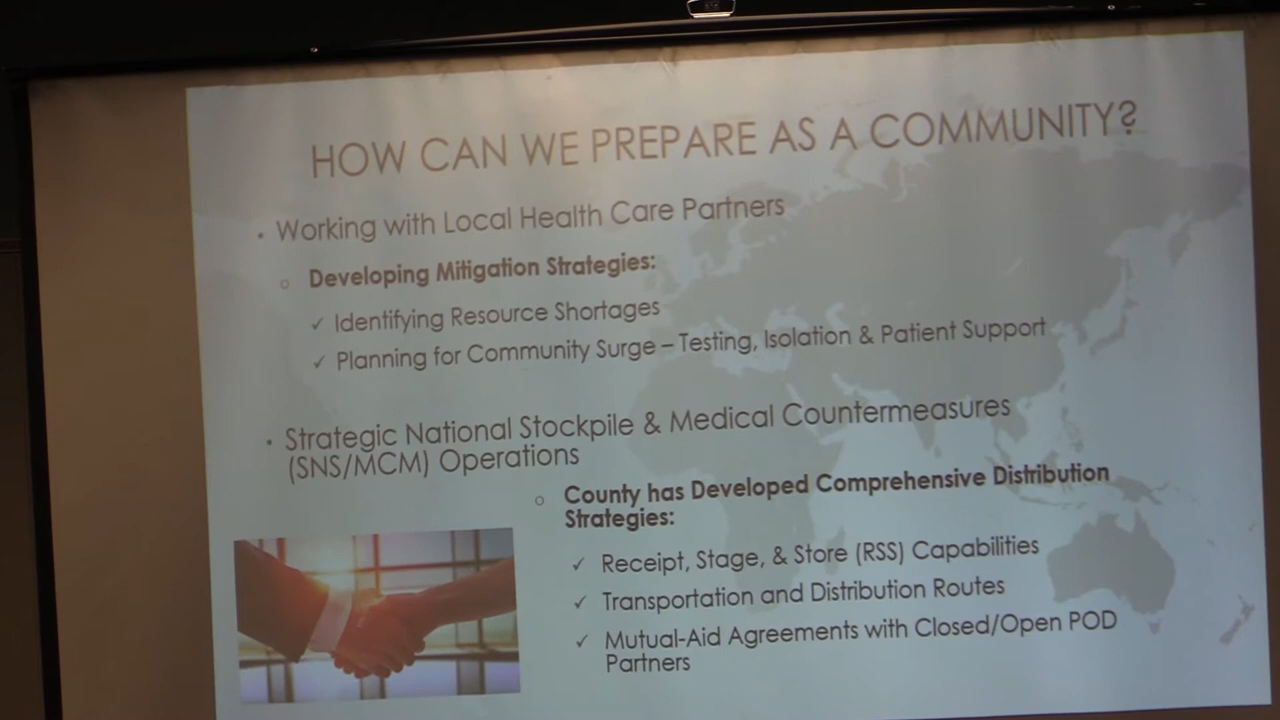 HOW CAN WE PREPARE AS A COMMUNITY?
• Working with Local Health Care Partners
○ Developing Mitigation Strategies:
✓ Identifying Resource Shortages
✓ Planning for Community Surge – Testing, Isolation & Patient Support
• Strategic National Stockpile & Medical Countermeasures
(SNS/MCM) Operations
○ County has Developed Comprehensive Distribution
Strategies:
✓ Receipt, Stage, & Store (RSS) Capabilities
✓ Transportation and Distribution Routes
✓ Mutual-Aid Agreements with Closed/Open POD
Partners